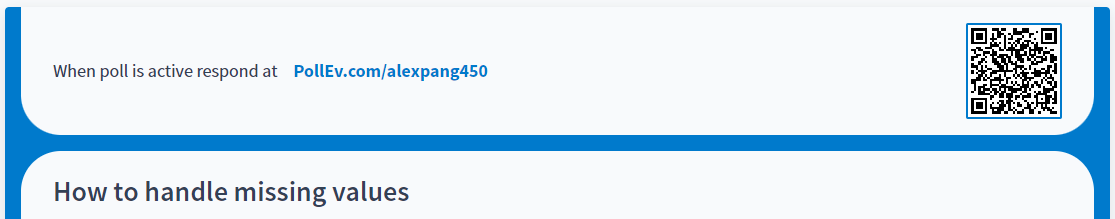 When poll is active respond at PollEv.com/alexpang450
How to handle missing values